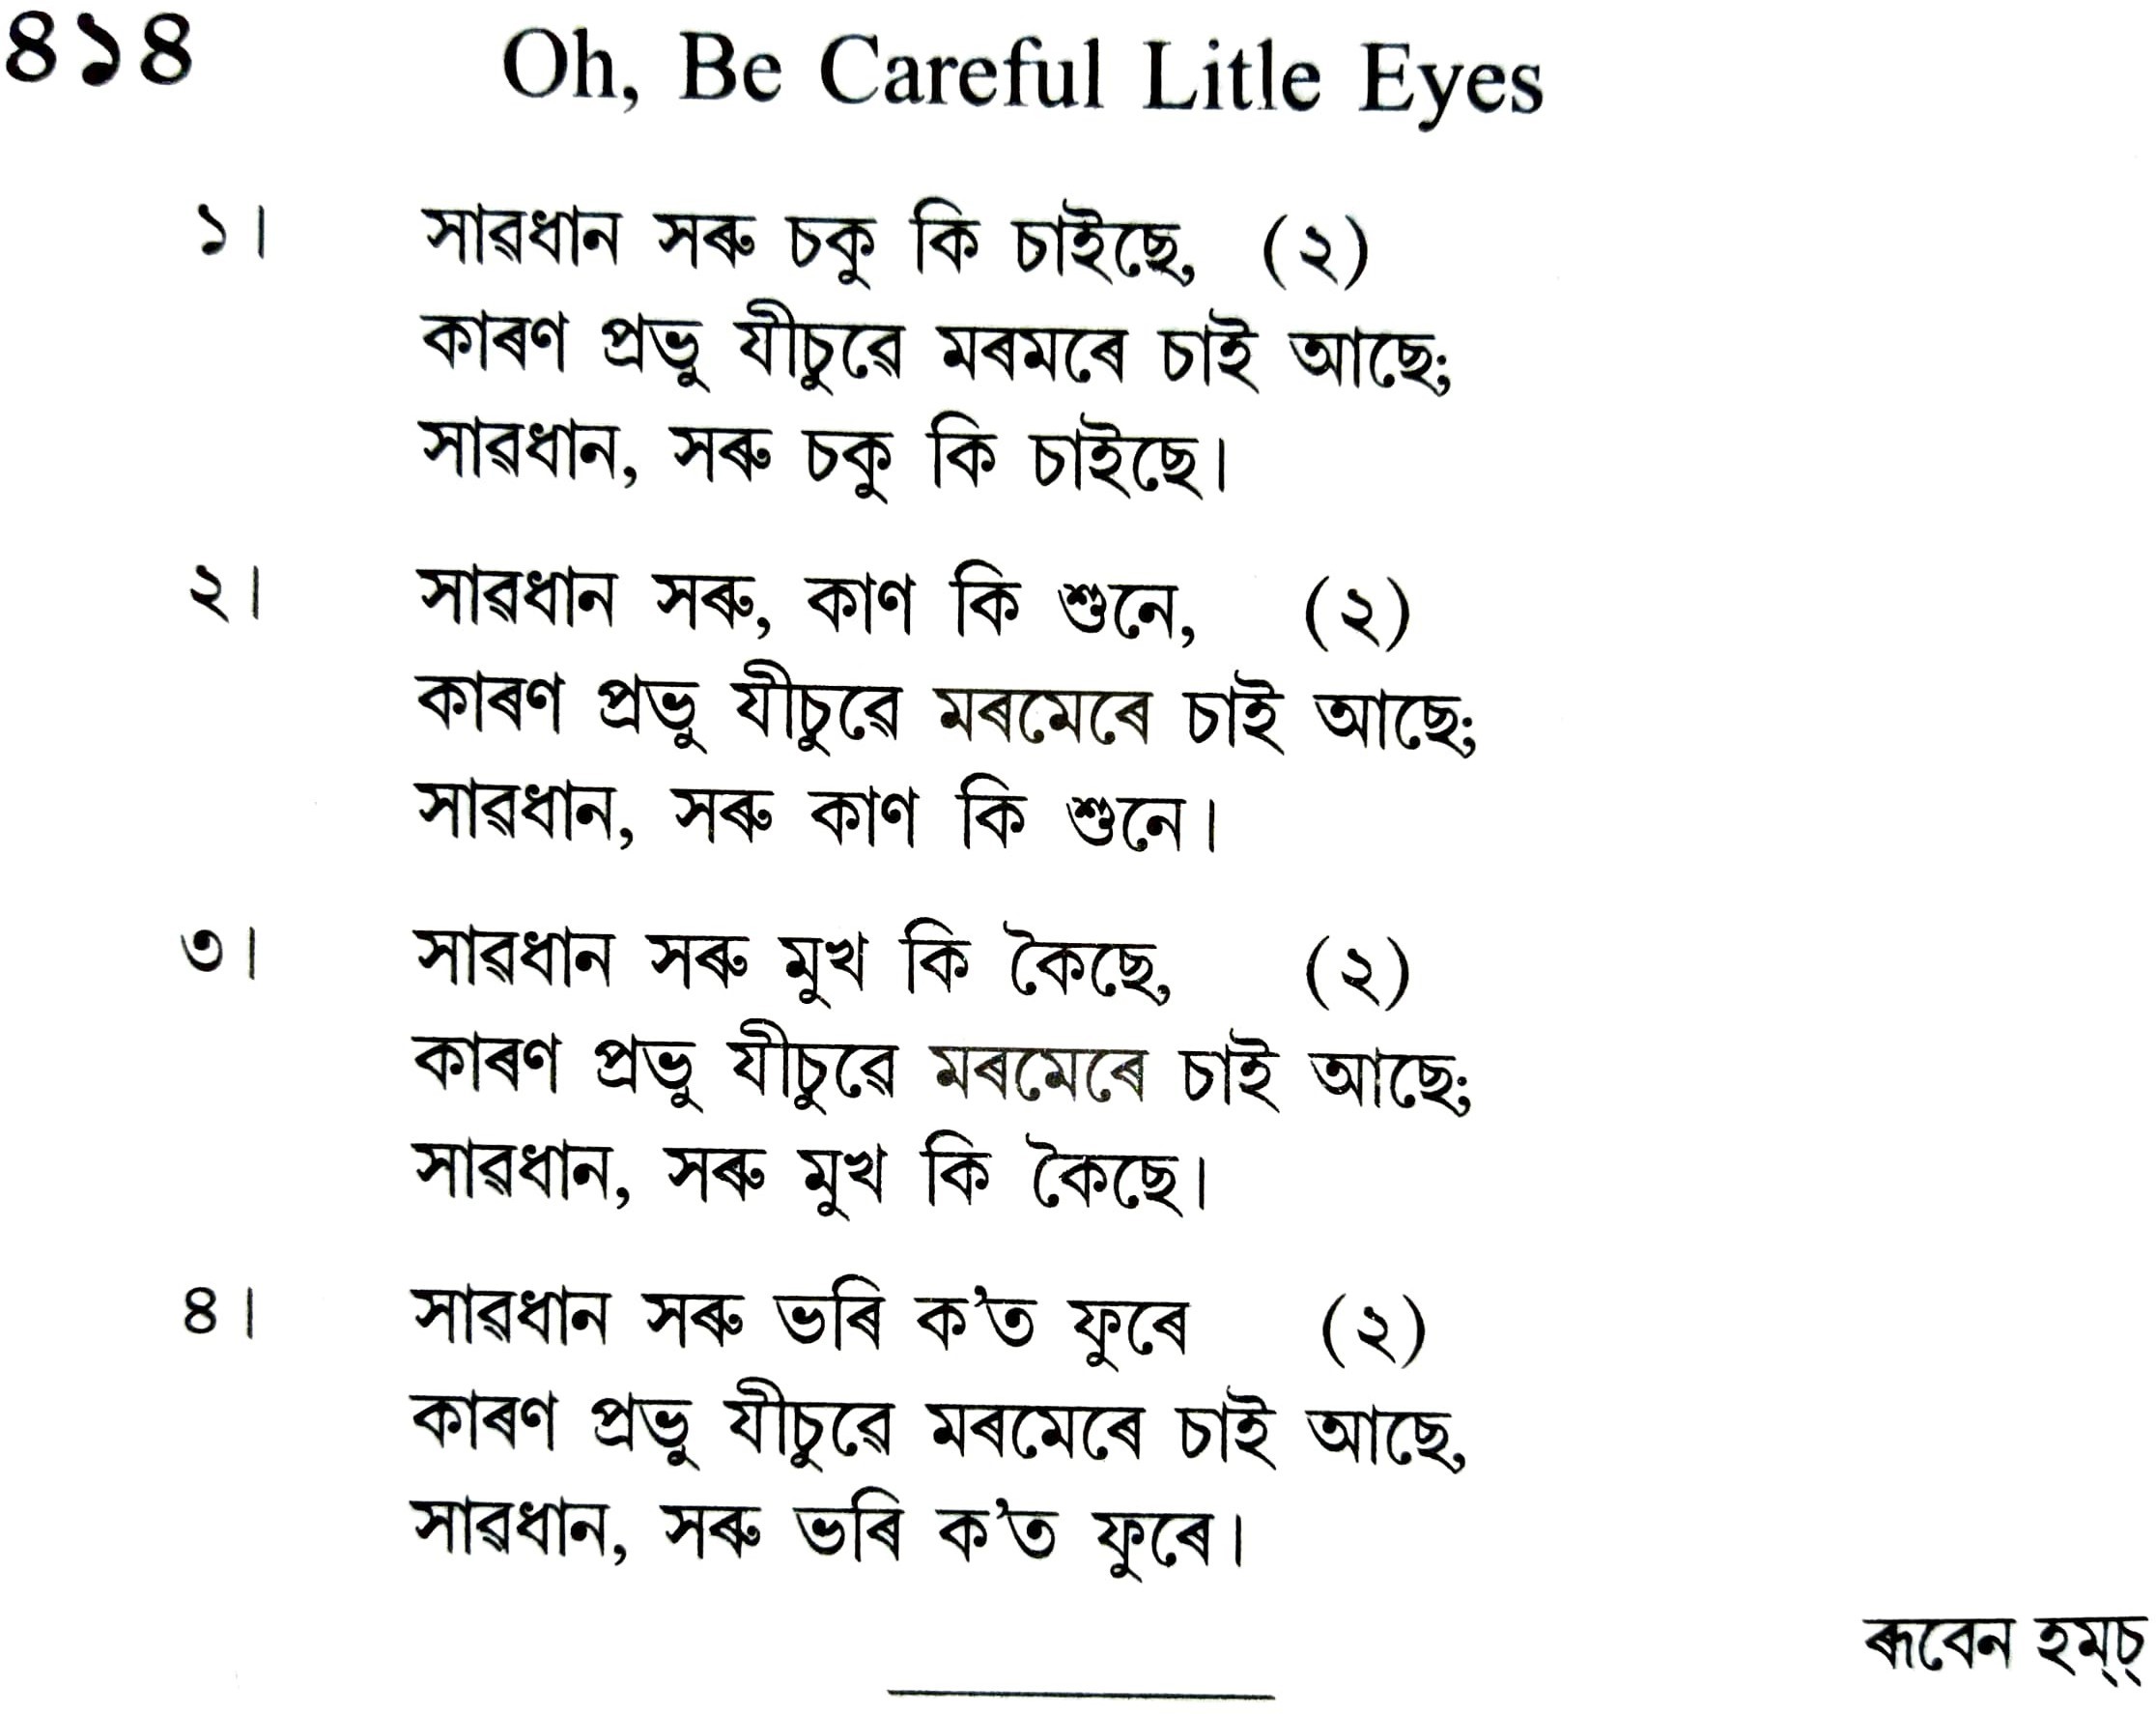 ৪১৪ Oh, Be Careful Litle Eyes
১। সাৱধান সৰু চকু কি চাইছে, (২)
কাৰণ প্ৰভু যীচুৱে মৰমৰে চাই আছে;
সাৱধান, সৰু চকু কি চাইছে।
২। সাৱধান সৰু, কাণ কি শুনে, (২)
কাৰণ প্ৰভু যীচুৱে মৰমেৰে চাই আছে;
সাৱধান, সৰু কাণ কি শুনে।
৩। সাৱধান সৰু মুখ কি কৈছে, (২)
কাৰণ প্ৰভু যীচুৱে মৰমেৰে চাই আছে;
সাৱধান, সৰু মুখ কি কৈছে।
৪। সাৱধান সৰু ভৰি ক'ত ফুৰে (২)
কাৰণ প্ৰভু যীচুৱে মৰমেৰে চাই আছে,
সাৱধান, সৰু ভৰি ক'ত ফুৰে।
ৰূবেন হম্‌চ্